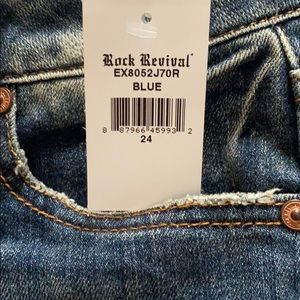 Rock Revival
EX8052J70R
BLUE
8 87966 45993 2
24